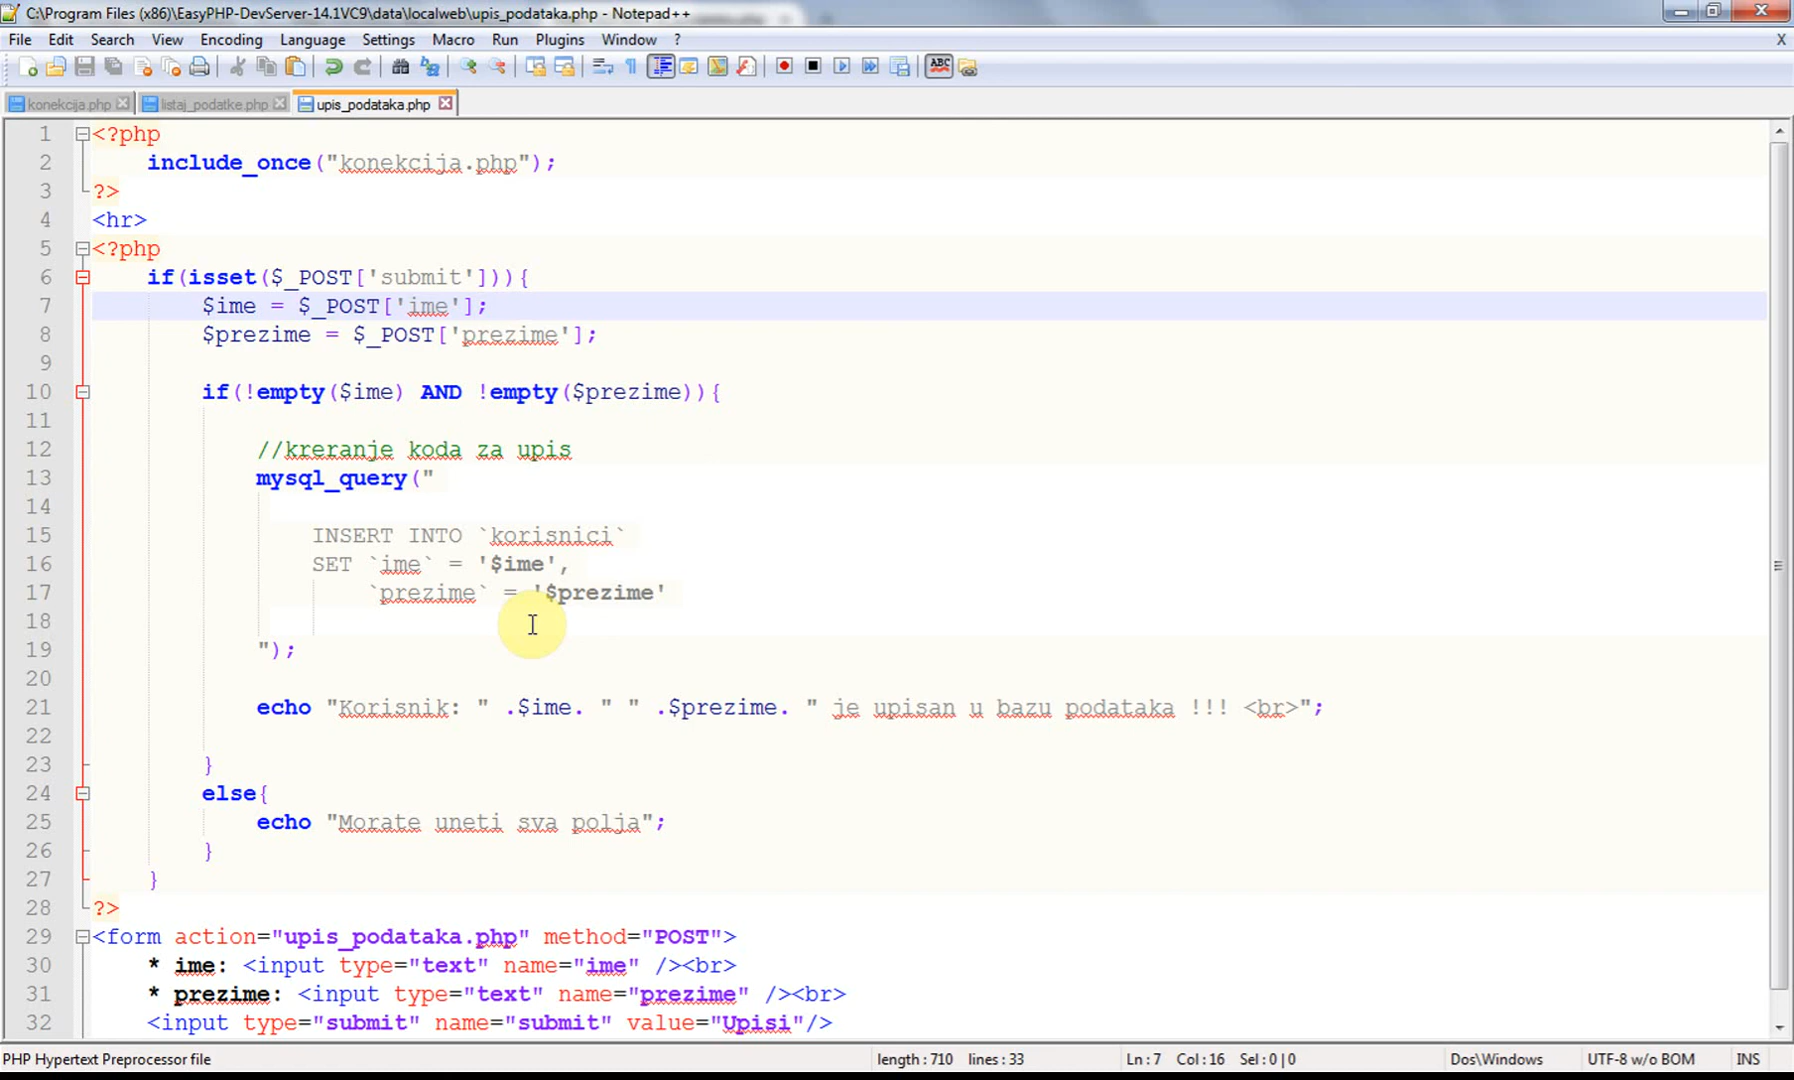 C:\Program Files (x86)\EasyPHP-DevServer-14.1VC9\data\localweb\upis_podataka.php - Notepad++
File Edit Search View Encoding Language Settings Macro Run Plugins Window ? X
konekcija.php listaj_podatke.php upis_podataka.php
1 <?php
2 include_once("konekcija.php");
3 ?>
4 <hr>
5 <?php
6 if(isset($_POST['submit'])){
7 $ime = $_POST['ime'];
8 $prezime = $_POST['prezime'];
9
10 if(!empty($ime) AND !empty($prezime)){
11
12 //kreranje koda za upis
13 mysql_query("
14
15 INSERT INTO `korisnici`
16 SET `ime` = '$ime',
17 `prezime` = '$prezime'
18
19 ");
20
21 echo "Korisnik: " .$ime. " " .$prezime. " je upisan u bazu podataka !!! <br>";
22
23 }
24 else{
25 echo "Morate uneti sva polja";
26 }
27 }
28 ?>
29 <form action="upis_podataka.php" method="POST">
30 * ime: <input type="text" name="ime" /><br>
31 * prezime: <input type="text" name="prezime" /><br>
32 <input type="submit" name="submit" value="Upisi"/>
PHP Hypertext Preprocessor file length : 710 lines : 33 Ln : 7 Col : 16 Sel : 0 | 0 Dos\Windows UTF-8 w/o BOM INS